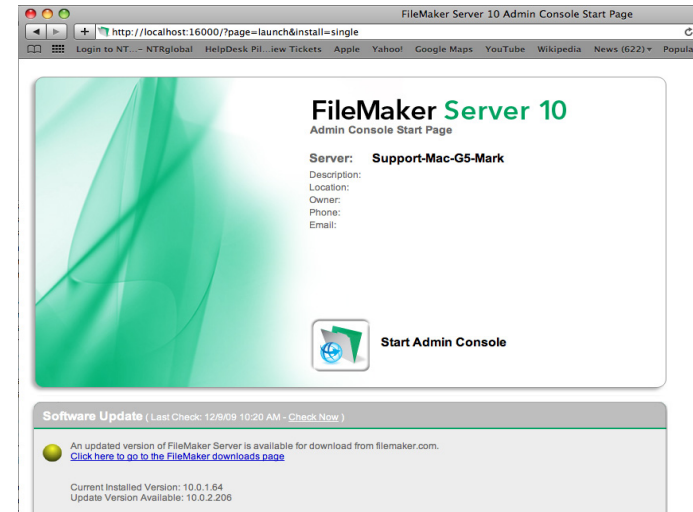 FileMaker Server 10 Admin Console Start Page
http://localhost:16000/?page=launch&install=single
Login to NT...– NTRglobal HelpDesk Pil...iew Tickets Apple Yahoo! Google Maps YouTube Wikipedia News (622) Popula
FileMaker Server 10
Admin Console Start Page
Server: Support-Mac-G5-Mark
Description:
Location:
Owner:
Phone:
Email:
Start Admin Console
Software Update ( Last Check: 12/9/09 10:20 AM - Check Now )
An updated version of FileMaker Server is available for download from filemaker.com.
Click here to go to the FileMaker downloads page
Current Installed Version: 10.0.1.64
Update Version Available: 10.0.2.206